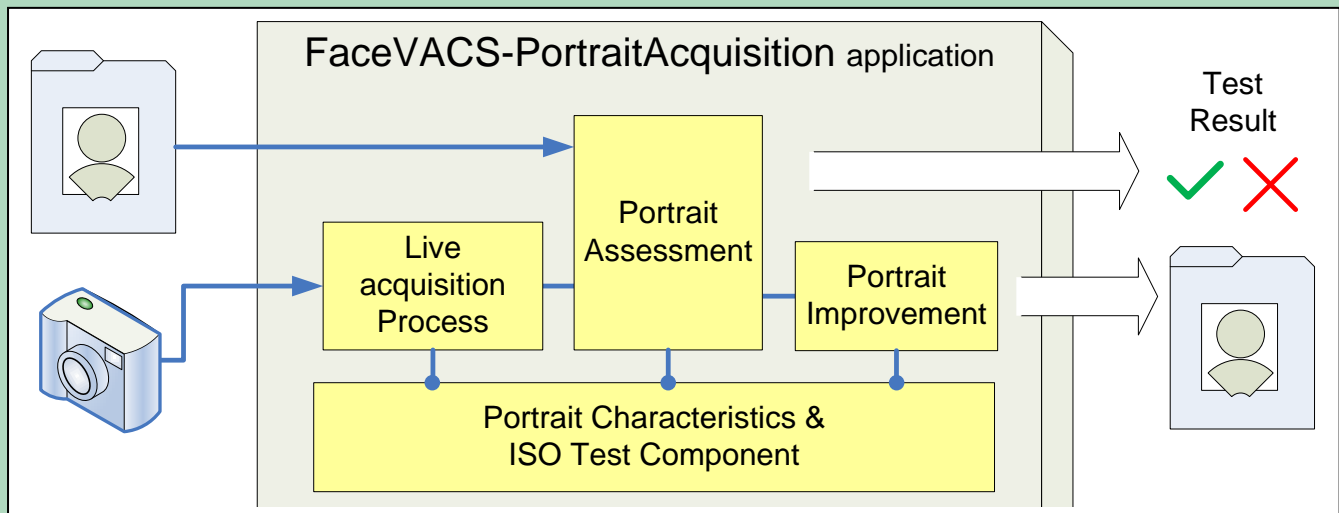 FaceVACS-PortraitAcquisition application
Test
Result
Portrait
Assessment
Live
acquisition
Process
Portrait
Improvement
Portrait Characteristics &
ISO Test Component